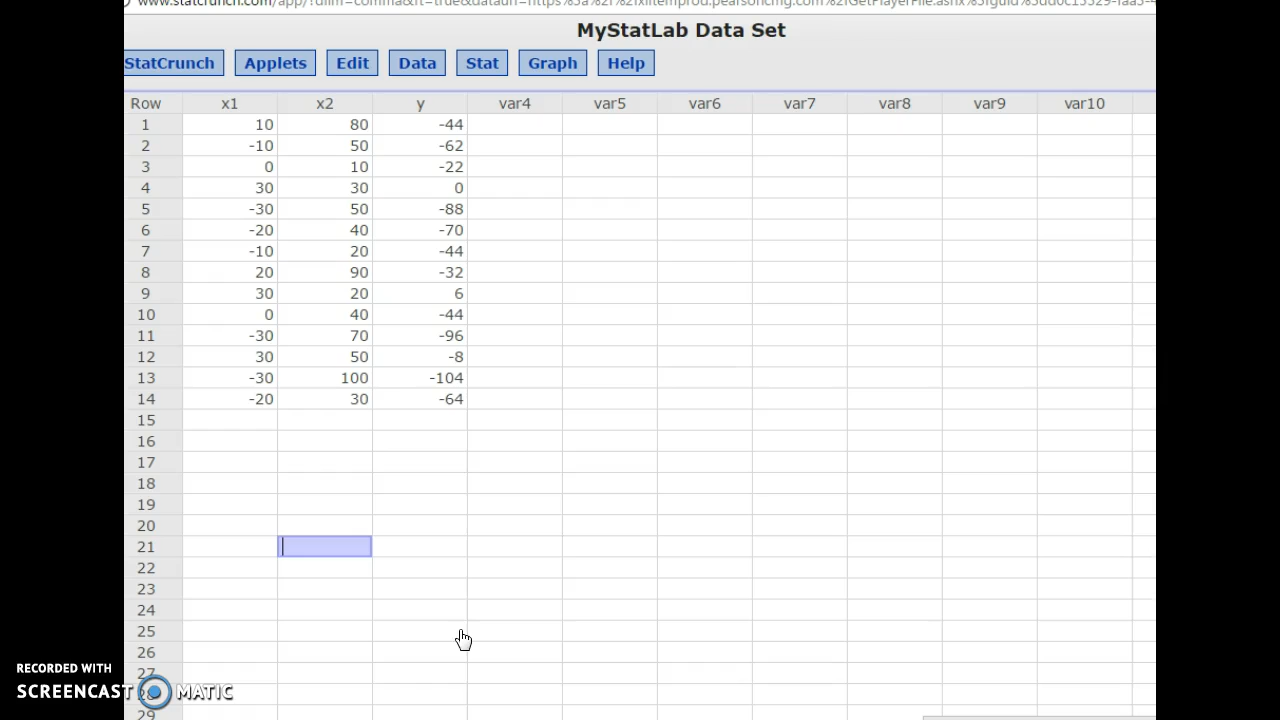 MyStatLab Data Set
StatCrunch Applets Edit Data Stat Graph Help
Row x1 x2 y var4 var5 var6 var7 var8 var9 var10
1 10 80 -44
2 -10 50 -62
3 0 10 -22
4 30 30 0
5 -30 50 -88
6 -20 40 -70
7 -10 20 -44
8 20 90 -32
9 30 20 6
10 0 40 -44
11 -30 70 -96
12 30 50 -8
13 -30 100 -104
14 -20 30 -64
15
16
17
18
19
20
21
22
23
24
25
26
27
28
29
RECORDED WITH
SCREENCAST MATIC